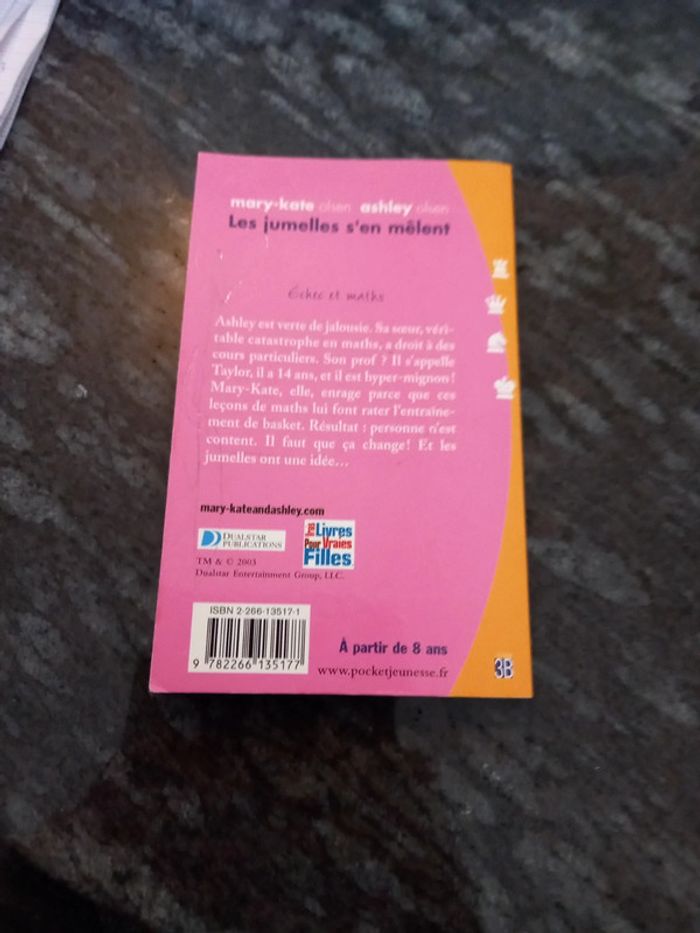 mary-kate olsen ashley olsen
Les jumelles s'en mêlent
Échec et maths
Ashley est verte de jalousie. Sa sœur, véri-
table catastrophe en maths, a droit à des
cours particuliers. Son prof ? Il s'appelle
Taylor, il a 14 ans, et il est hyper-mignon !
Mary-Kate, elle, enrage parce que ces
leçons de maths lui font rater l'entraîne-
ment de basket. Résultat : personne n'est
content. Il faut que ça change! Et les
jumelles ont une idée...
mary-kateandashley.com
DUALSTAR
PUBLICATIONS
Livres
Pour Vraies
Filles
TM & © 2003
Dualstar Entertainment Group, LLC.
ISBN 2-266-13517-1
9 782266 135177
À partir de 8 ans
www.pocketjeunesse.fr
3B